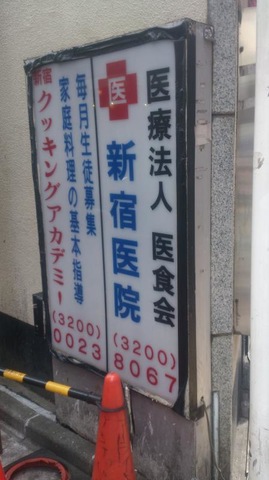 医療法人 医食会
医
新宿医院
(3200)
8067
毎月生徒募集
家庭料理の基本指導
新宿
クッキングアカデミー
(3200)
0023